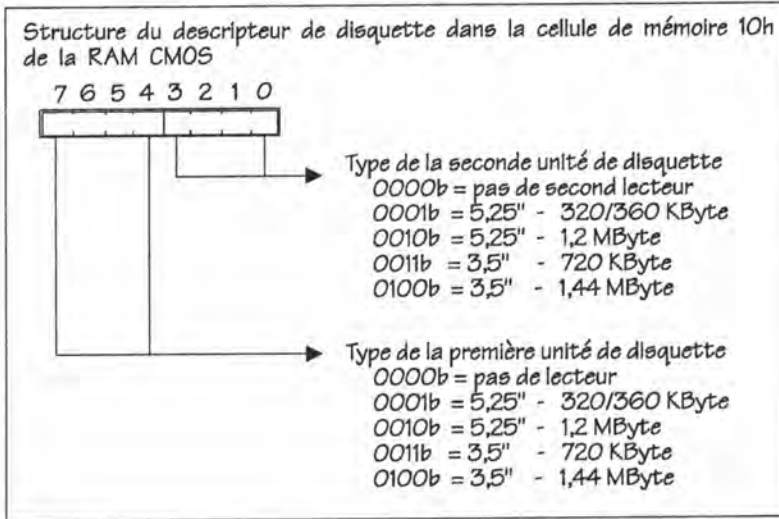 Structure du descripteur de disquette dans la cellule de mémoire 10h
de la RAM CMOS
7 6 5 4 3 2 1 0
Type de la seconde unité de disquette
0000b = pas de second lecteur
0001b = 5,25" - 320/360 KByte
0010b = 5,25" - 1,2 MByte
0011b = 3,5" - 720 KByte
0100b = 3,5" - 1,44 MByte
Type de la première unité de disquette
0000b = pas de lecteur
0001b = 5,25" - 320/360 KByte
0010b = 5,25" - 1,2 MByte
0011b = 3,5" - 720 KByte
0100b = 3,5" - 1,44 MByte